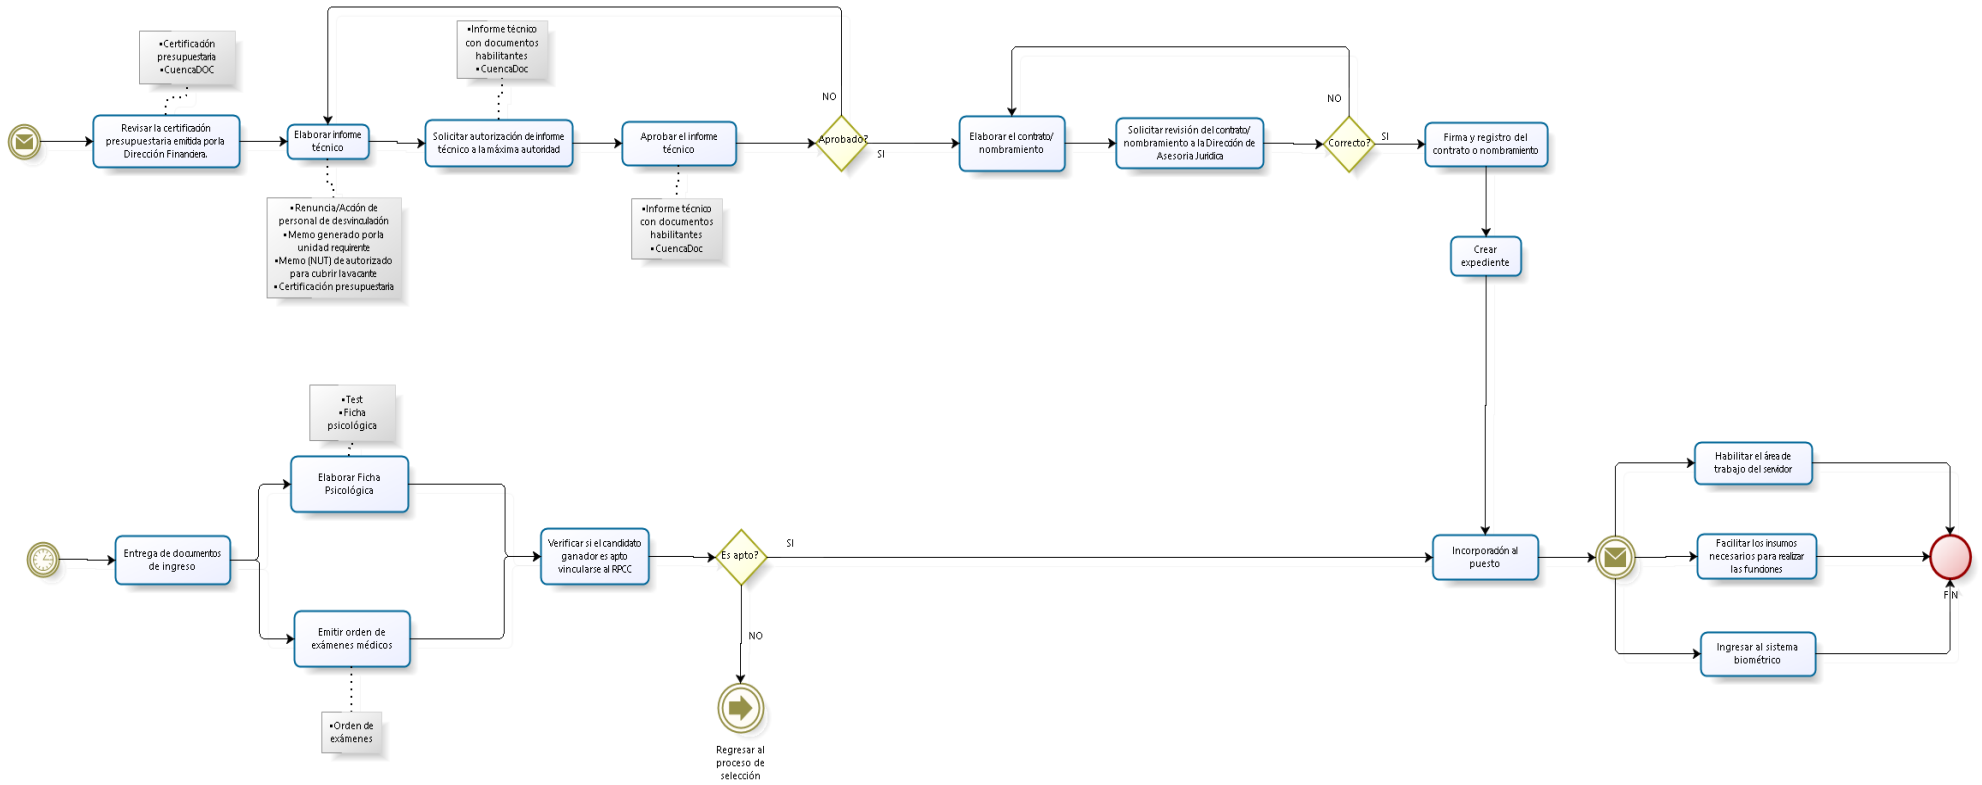 ▪Certificación
presupuestaria
▪CuencaDOC
Revisar la certificación
presupuestaria emitida por la
Dirección Financiera.
Elaborar informe
técnico
▪Renuncia/Acción de
personal de desvinculación
▪Memo generado por la
unidad requirente
▪Memo (NUT) de autorizado
para cubrir la vacante
▪Certificación presupuestaria
▪Informe técnico
con documentos
habilitantes
▪CuencaDoc
Solicitar autorización de informe
técnico a la máxima autoridad
Aprobar el informe
técnico
▪Informe técnico
con documentos
habilitantes
▪CuencaDoc
NO
Aprobado?
SI
Elaborar el contrato/
nombramiento
Solicitar revisión del contrato/
nombramiento a la Dirección de
Asesoria Juridica
NO
Correcto?
SI
Firma y registro del
contrato o nombramiento
Crear
expediente
▪Test
▪Ficha
psicológica
Elaborar Ficha
Psicológica
Entrega de documentos
de ingreso
Emitir orden de
exámenes médicos
▪Orden de
exámenes
Verificar si el candidato
ganador es apto
vincularse al RPCC
Es apto?
SI
NO
Regresar al
proceso de
selección
Incorporación al
puesto
Habilitar el área de
trabajo del servidor
Facilitar los insumos
necesarios para realizar
las funciones
Ingresar al sistema
biométrico
FIN